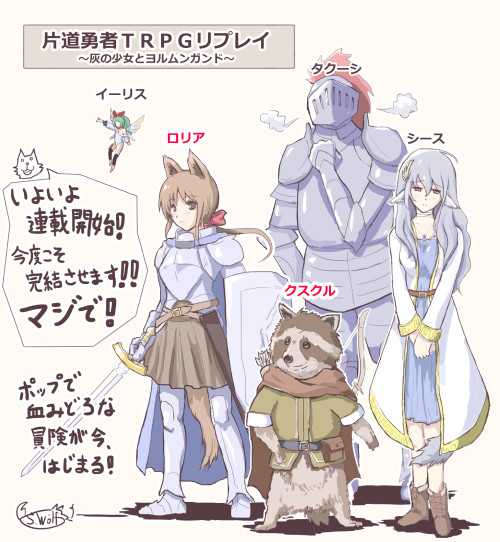 片道勇者TRPGリプレイ
～灰の少女とヨルムンガンド～
タクーシ
イーリス
ロリア
シース
いよいよ
連載開始!
今度こそ
完結させます!!
マジで!
クスクル
ポップで
血みどろな
冒険が今、
はじまる!
S.Wolf